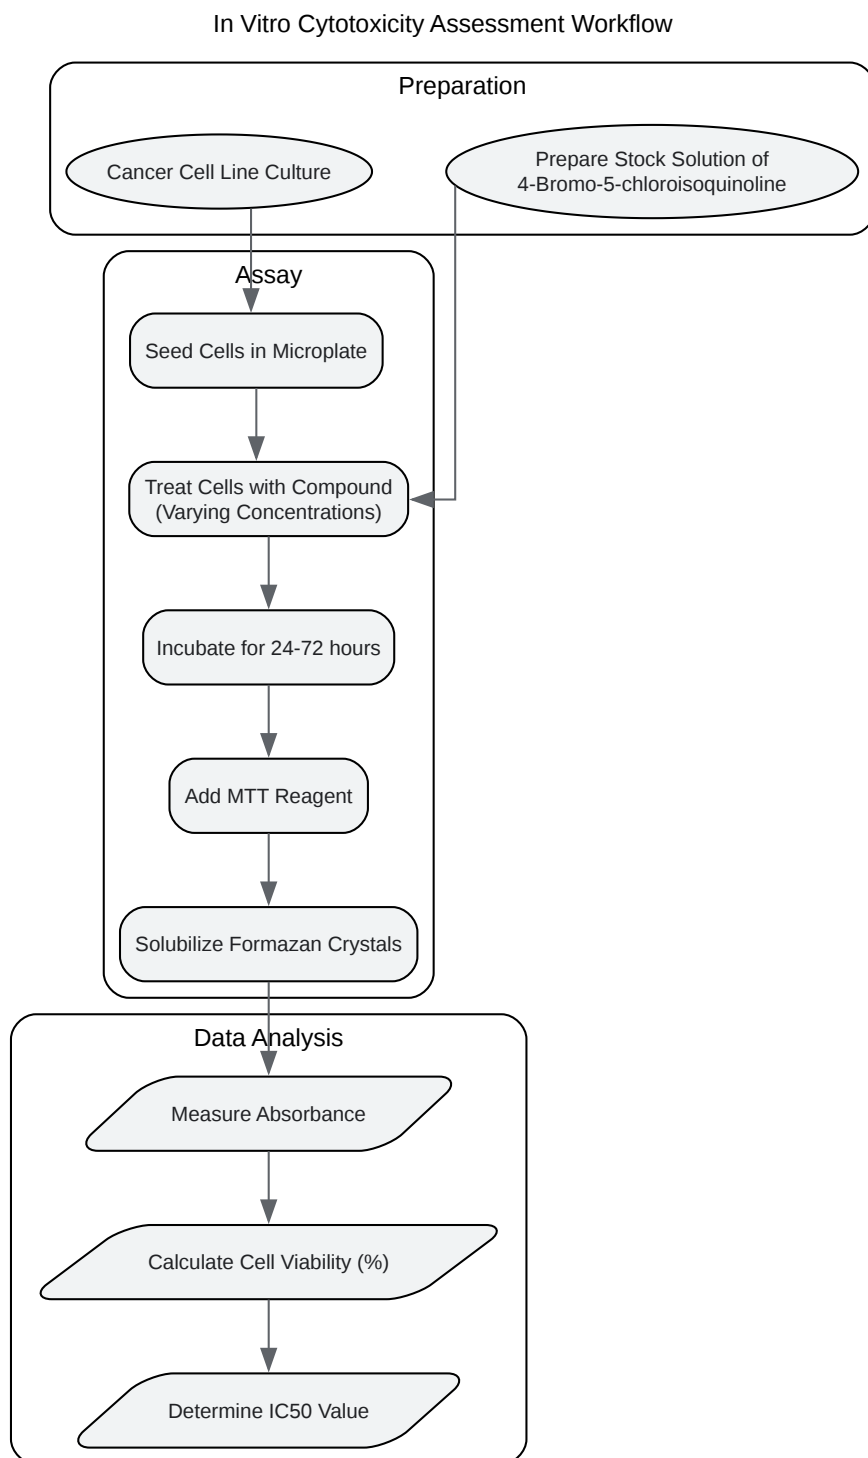 In Vitro Cytotoxicity Assessment Workflow
Preparation
Cancer Cell Line Culture
Prepare Stock Solution of
4-Bromo-5-chloroisoquinoline
Assay
Seed Cells in Microplate
Treat Cells with Compound
(Varying Concentrations)
Incubate for 24-72 hours
Add MTT Reagent
Solubilize Formazan Crystals
Data Analysis
Measure Absorbance
Calculate Cell Viability (%)
Determine IC50 Value